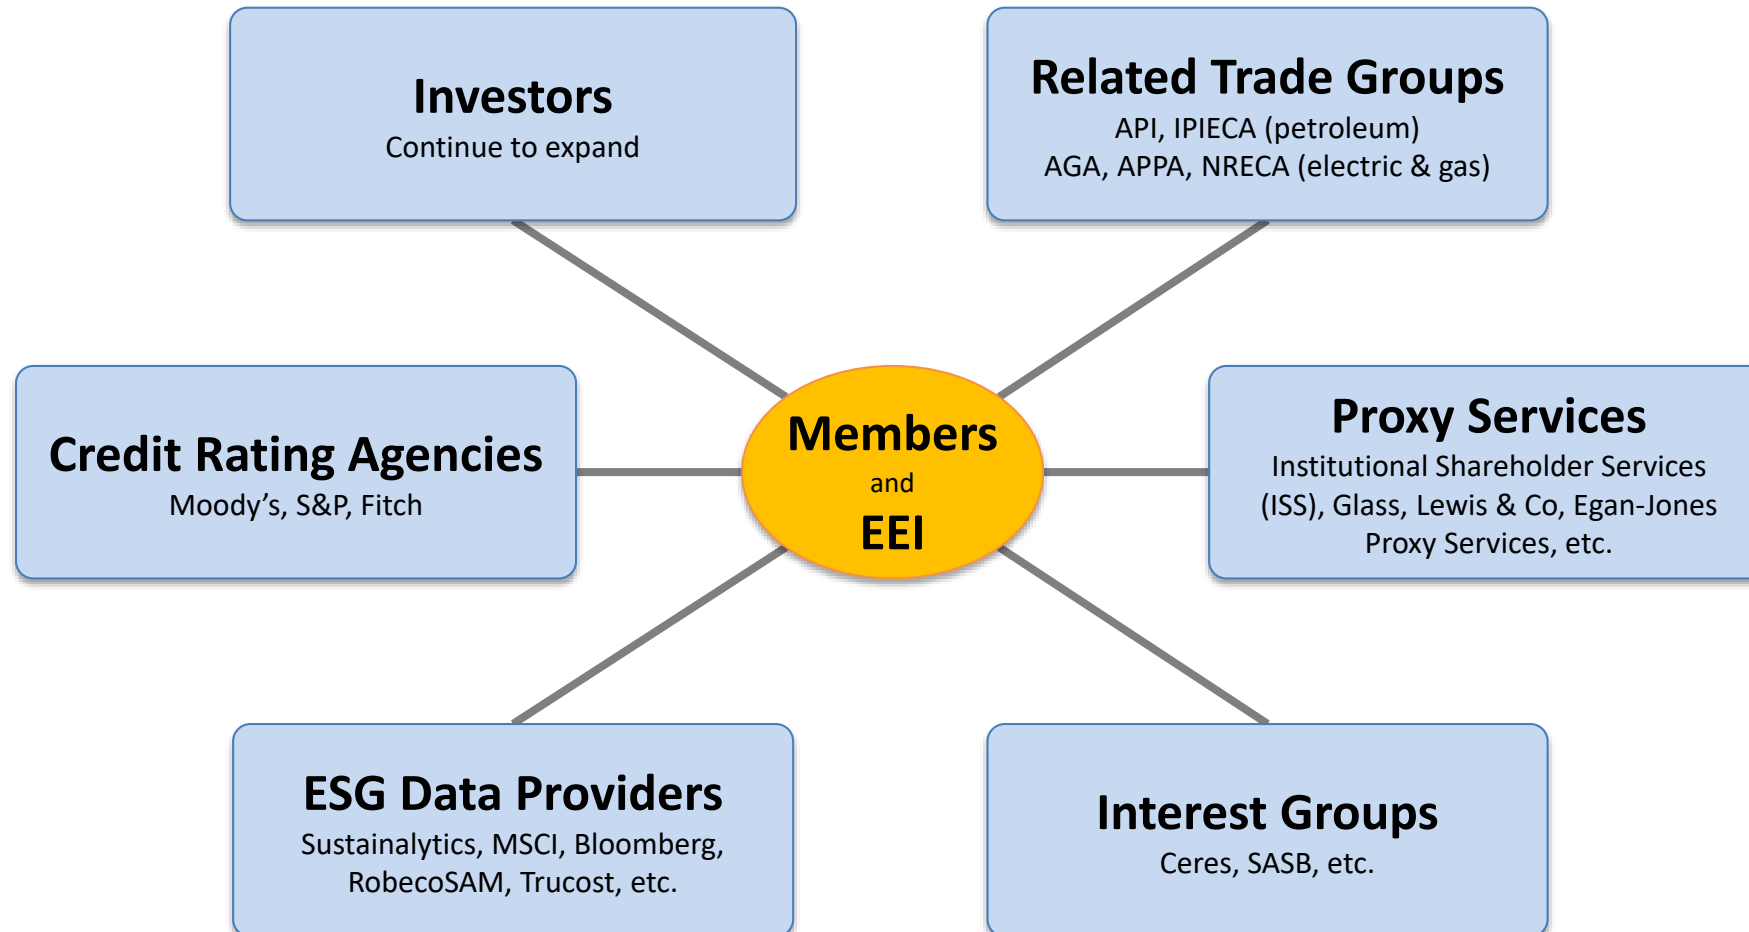 Investors
Continue to expand
Related Trade Groups
API, IPIECA (petroleum)
AGA, APPA, NRECA (electric & gas)
Credit Rating Agencies
Moody’s, S&P, Fitch
Members
and
EEI
Proxy Services
Institutional Shareholder Services
(ISS), Glass, Lewis & Co, Egan-Jones
Proxy Services, etc.
ESG Data Providers
Sustainalytics, MSCI, Bloomberg,
RobecoSAM, Trucost, etc.
Interest Groups
Ceres, SASB, etc.